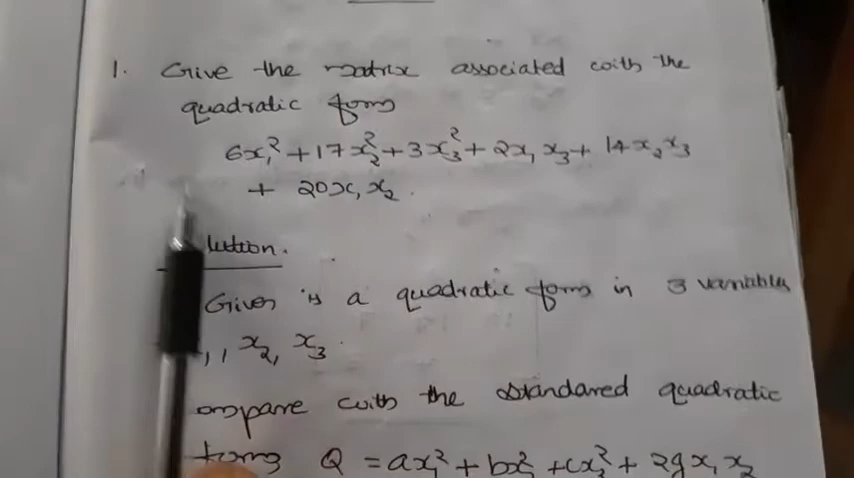 1. Give the matrix associated with the
quadratic form
6x₁² + 17x₂² + 3x₃² + 2x₁x₃ + 14x₂x₃
+ 20x₁x₂.
lution.
Given is a quadratic form in 3 variables
, x₂, x₃.
ompare with the standared quadratic
form Q = ax₁² + bx₂² + cx₃² + 2gx₁x₂